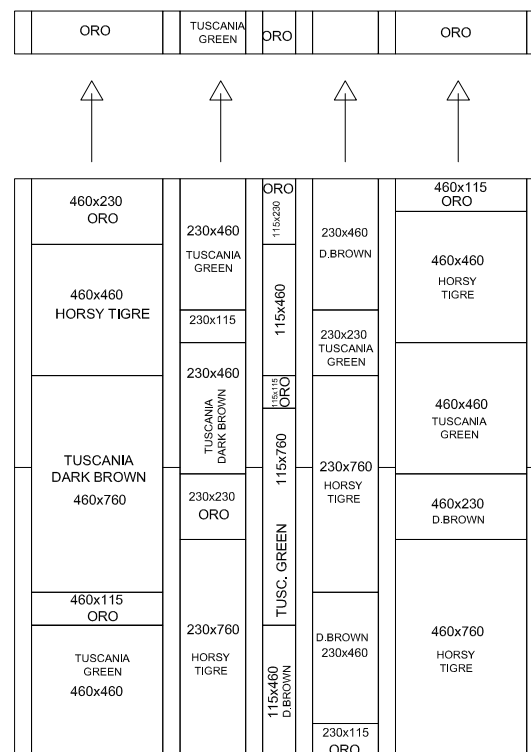 ORO
TUSCANIA
GREEN
ORO
ORO
460x230
ORO
460x460
HORSY TIGRE
TUSCANIA
DARK BROWN
460x760
460x115
ORO
TUSCANIA
GREEN
460x460
230x460
TUSCANIA
GREEN
230x115
230x460
TUSCANIA
DARK BROWN
230x230
ORO
230x760
HORSY
TIGRE
ORO
115x230
115x460
115x115
ORO
115x760
TUSC. GREEN
115x460
D.BROWN
230x460
D.BROWN
230x230
TUSCANIA
GREEN
230x760
HORSY
TIGRE
D.BROWN
230x460
230x115
ORO
460x115
ORO
460x460
HORSY
TIGRE
460x460
TUSCANIA
GREEN
460x230
D.BROWN
460x760
HORSY
TIGRE